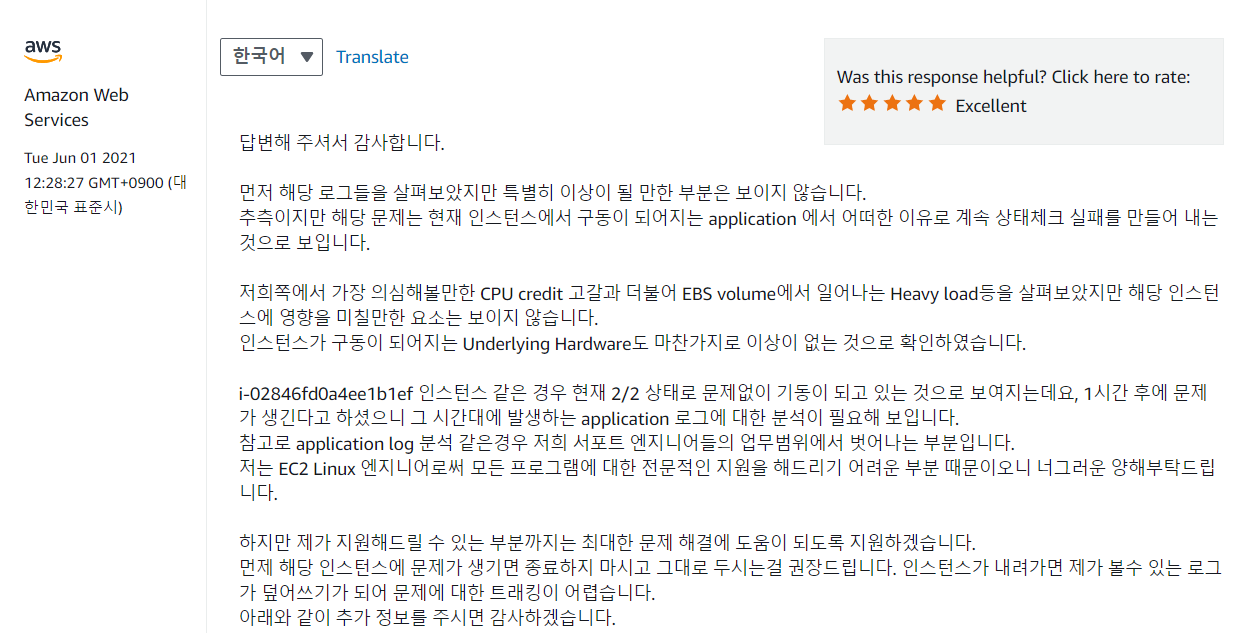 aws
Amazon Web
Services
Tue Jun 01 2021
12:28:27 GMT+0900 (대
한민국 표준시)
한국어 ▼ Translate
Was this response helpful? Click here to rate:
★★★★★ Excellent
답변해 주셔서 감사합니다.
먼저 해당 로그들을 살펴보았지만 특별히 이상이 될 만한 부분은 보이지 않습니다.
추측이지만 해당 문제는 현재 인스턴스에서 구동이 되어지는 application 에서 어떠한 이유로 계속 상태체크 실패를 만들어 내는
것으로 보입니다.
저희쪽에서 가장 의심해볼만한 CPU credit 고갈과 더불어 EBS volume에서 일어나는 Heavy load등을 살펴보았지만 해당 인스턴
스에 영향을 미칠만한 요소는 보이지 않습니다.
인스턴스가 구동이 되어지는 Underlying Hardware도 마찬가지로 이상이 없는 것으로 확인하였습니다.
i-02846fd0a4ee1b1ef 인스턴스 같은 경우 현재 2/2 상태로 문제없이 기동이 되고 있는 것으로 보여지는데요, 1시간 후에 문제
가 생긴다고 하셨으니 그 시간대에 발생하는 application 로그에 대한 분석이 필요해 보입니다.
참고로 application log 분석 같은경우 저희 서포트 엔지니어들의 업무범위에서 벗어나는 부분입니다.
저는 EC2 Linux 엔지니어로써 모든 프로그램에 대한 전문적인 지원을 해드리기 어려운 부분 때문이오니 너그러운 양해부탁드립
니다.
하지만 제가 지원해드릴 수 있는 부분까지는 최대한 문제 해결에 도움이 되도록 지원하겠습니다.
먼제 해당 인스턴스에 문제가 생기면 종료하지 마시고 그대로 두시는걸 권장드립니다. 인스턴스가 내려가면 제가 볼수 있는 로그
가 덮어쓰기가 되어 문제에 대한 트래킹이 어렵습니다.
아래와 같이 추가 정보를 주시면 감사하겠습니다.